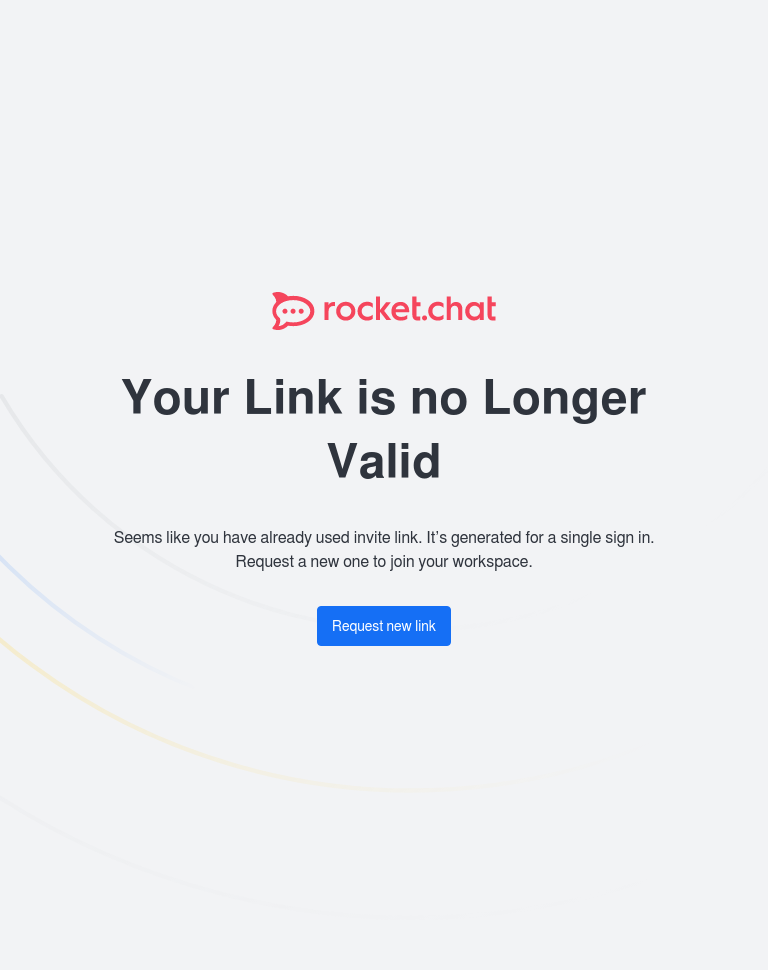 rocket.chat
Your Link is no Longer
Valid
Seems like you have already used invite link. It’s generated for a single sign in.
Request a new one to join your workspace.
Request new link